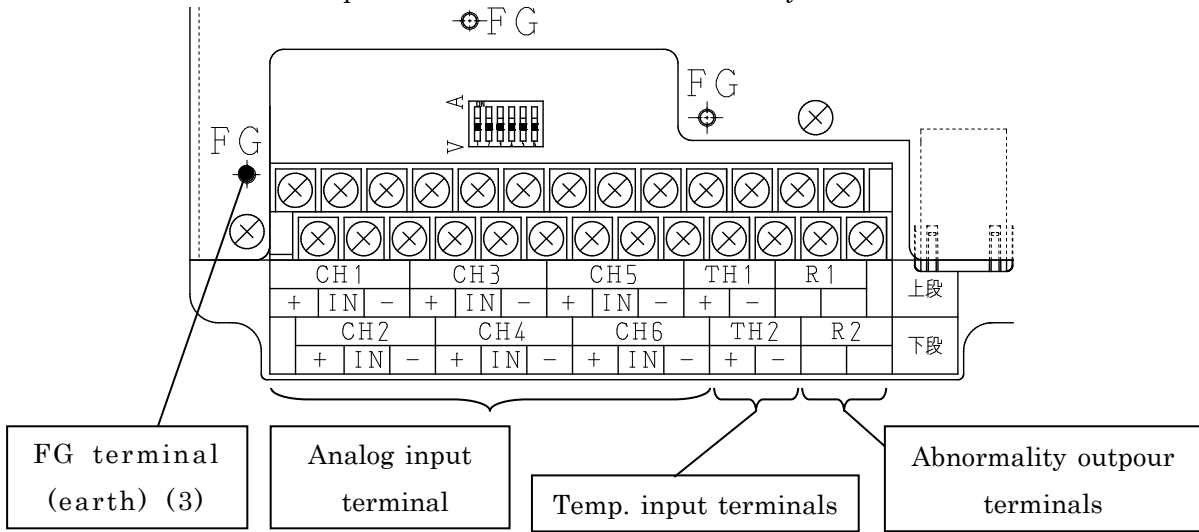 FG
FG
A
ON
V
FG
CH1 CH3 CH5 TH1 R1 上段
+ IN - + IN - + IN - + -
CH2 CH4 CH6 TH2 R2 下段
+ IN - + IN - + IN - + -
FG terminal
(earth) (3)
Analog input
terminal
Temp. input terminals
Abnormality outpour
terminals